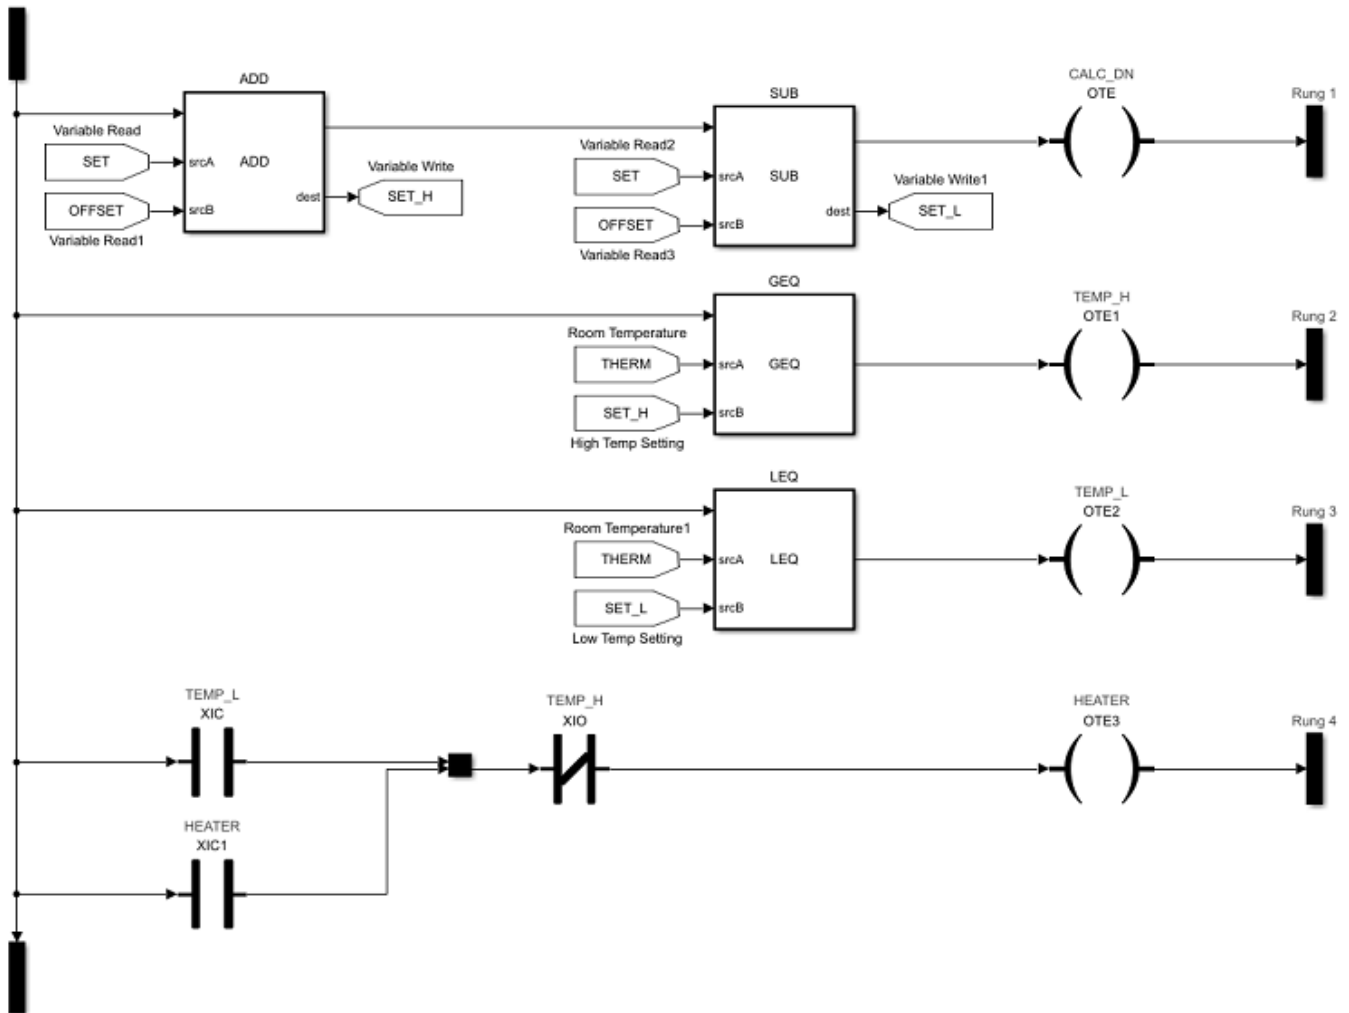 ADD
Variable Read
SET
srcA
ADD
OFFSET
srcB
Variable Read1
dest
Variable Write
SET_H
SUB
Variable Read2
SET
srcA
SUB
OFFSET
srcB
Variable Read3
dest
Variable Write1
SET_L
CALC_DN
OTE
Rung 1
GEQ
Room Temperature
THERM
srcA
GEQ
SET_H
srcB
High Temp Setting
TEMP_H
OTE1
Rung 2
LEQ
Room Temperature1
THERM
srcA
LEQ
SET_L
srcB
Low Temp Setting
TEMP_L
OTE2
Rung 3
TEMP_L
XIC
TEMP_H
XIO
HEATER
OTE3
Rung 4
HEATER
XIC1